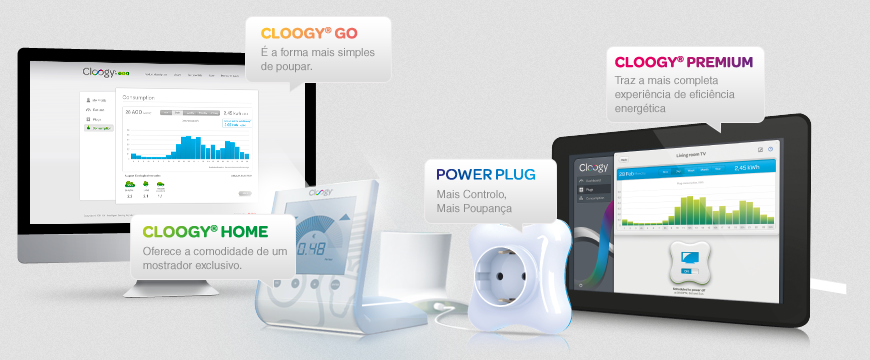 CLOOGY® GO
É a forma mais simples
de poupar.
CLOOGY® PREMIUM
Traz a mais completa
experiência de eficiência
energética
POWER PLUG
Mais Controlo,
Mais Poupança
CLOOGY® HOME
Oferece a comodidade de um
mostrador exclusivo.
Cloogy
Consumption
2.45 kWh
CLOOGY
0.48
Cloogy
Living room TV
28 Feb
2.45 kWh